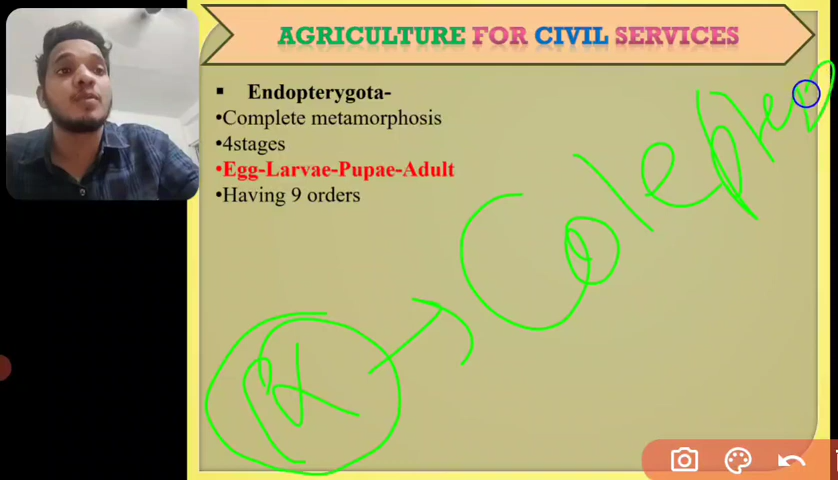 AGRICULTURE FOR CIVIL SERVICES
▪ Endopterygota-
•Complete metamorphosis
•4stages
•Egg-Larvae-Pupae-Adult
•Having 9 orders